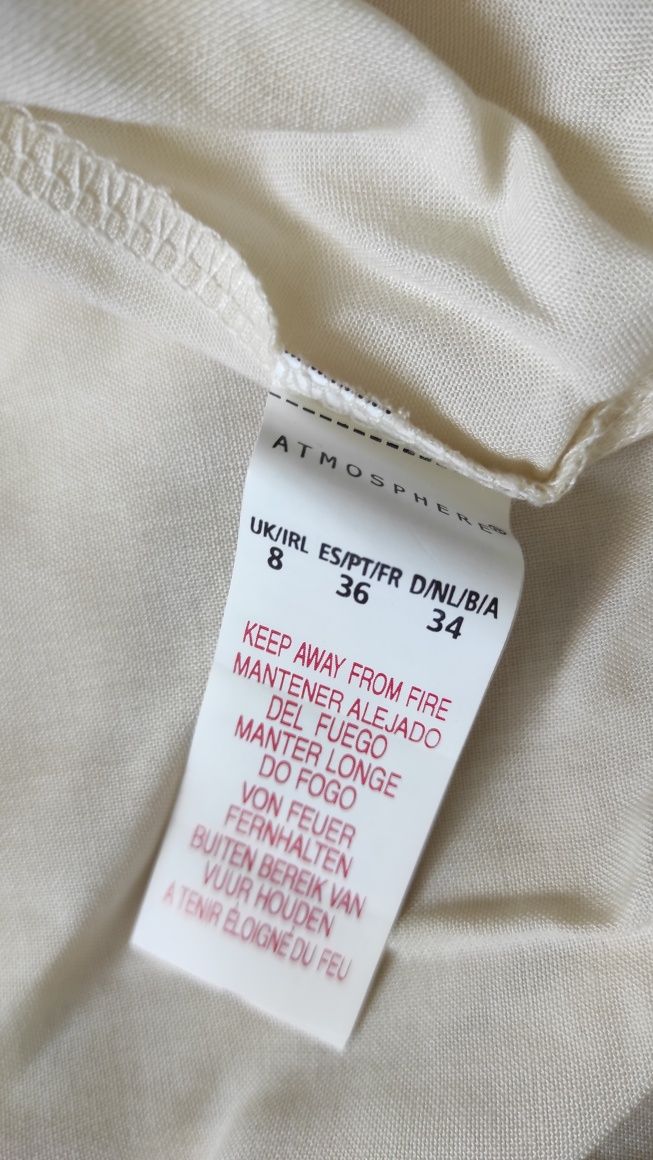 ATMOSPHERE®
UK/IRL ES/PT/FR D/NL/B/A
8 36 34
KEEP AWAY FROM FIRE
MANTENER ALEJADO
DEL FUEGO
MANTER LONGE
DO FOGO
VON FEUER
FERNHALTEN
BUITEN BEREIK VAN
VUUR HOUDEN
A TENIR ÉLOIGNÉ DU FEU